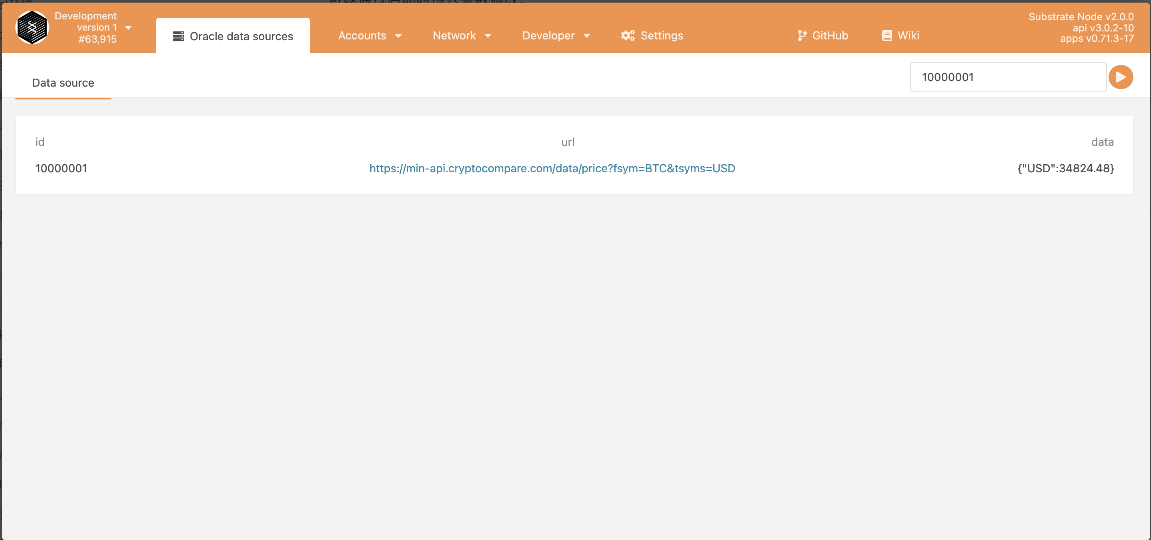 Development
version 1
#63,915
Oracle data sources
Accounts
Network
Developer
Settings
GitHub
Wiki
Substrate Node v2.0.0
api v3.0.2-10
apps v0.71.3-17
Data source
10000001
id url data
10000001 https://min-api.cryptocompare.com/data/price?fsym=BTC&tsyms=USD {"USD":34824.48}